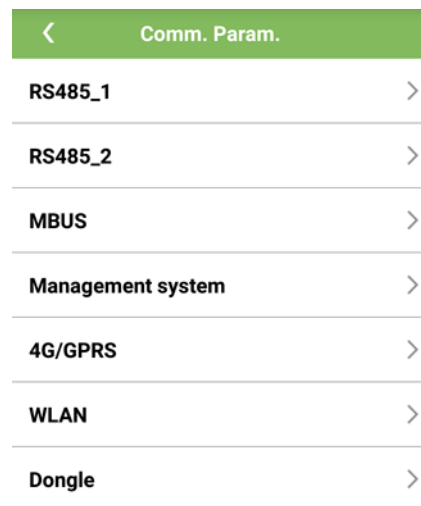 Comm. Param.
RS485_1
RS485_2
MBUS
Management system
4G/GPRS
WLAN
Dongle